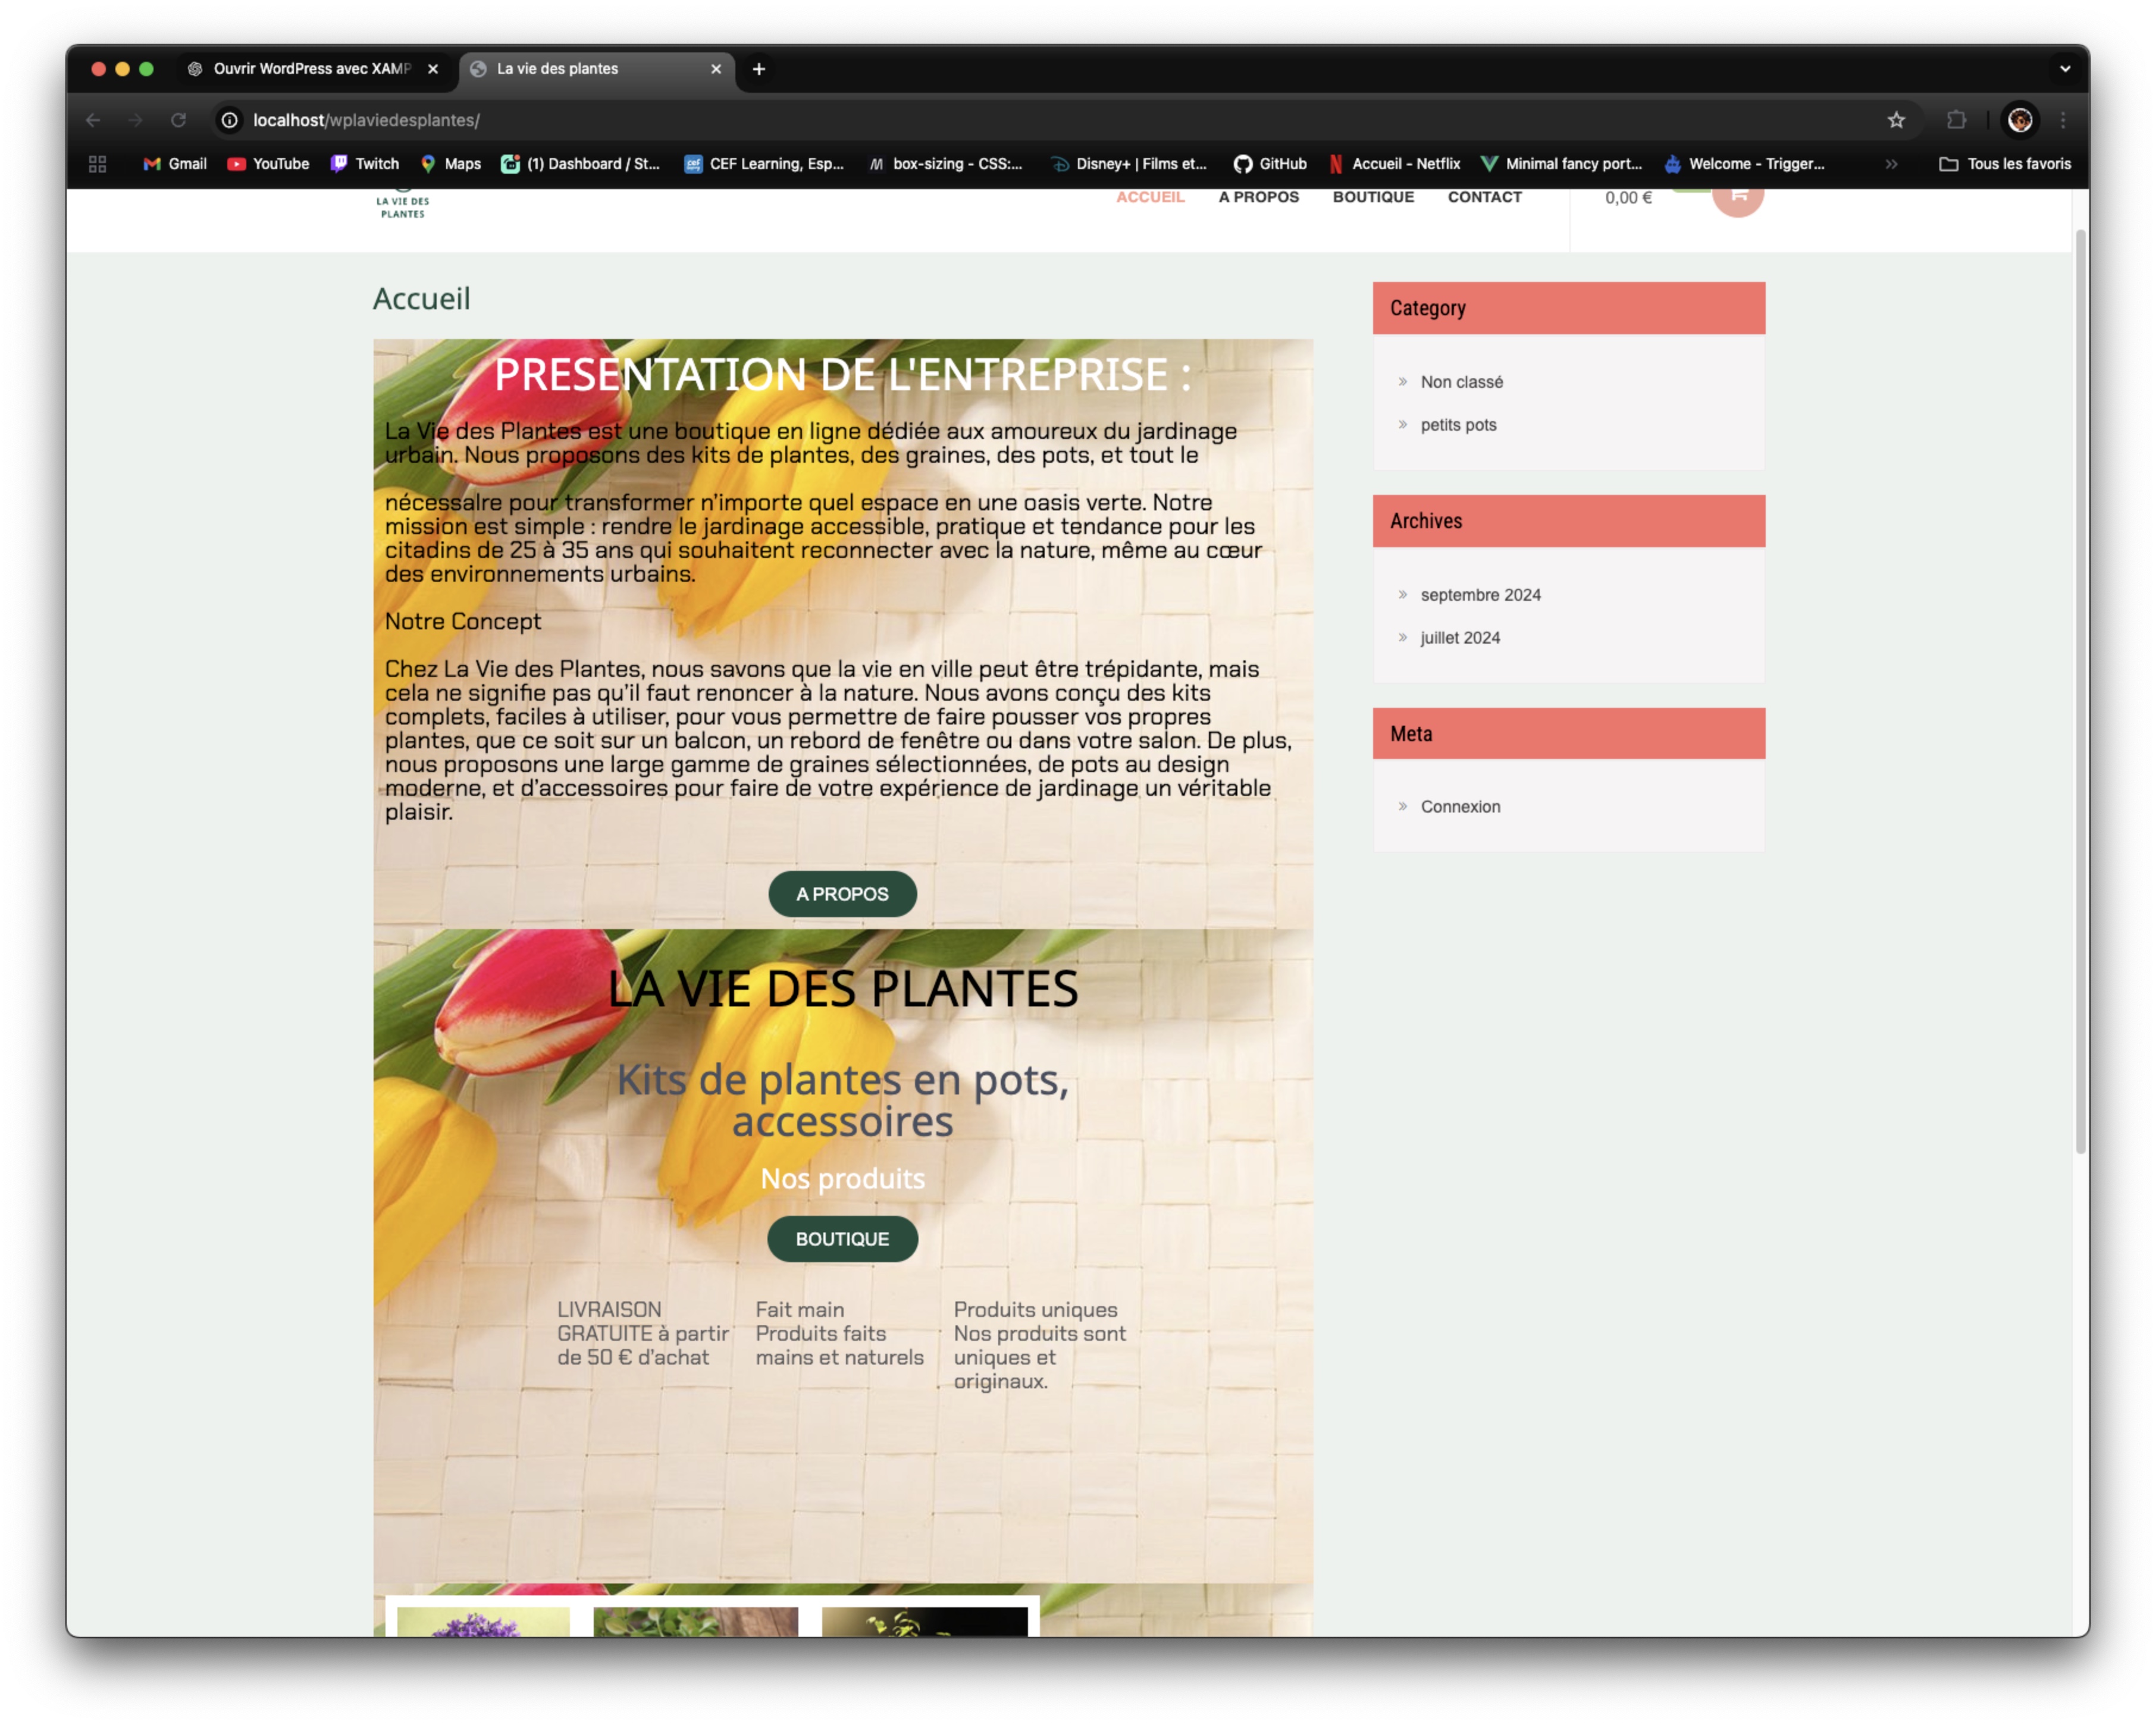 Ouvrir WordPress avec XAMP
La vie des plantes
localhost/wplaviedesplantes/
Gmail
YouTube
Twitch
Maps
(1) Dashboard / St...
CEF Learning, Esp...
box-sizing - CSS:...
Disney+ | Films et...
GitHub
Accueil - Netflix
Minimal fancy port...
Welcome - Trigger...
Tous les favoris
LA VIE DES
PLANTES
ACCUEIL
A PROPOS
BOUTIQUE
CONTACT
0,00 €
Accueil
PRESENTATION DE L'ENTREPRISE :
La Vie des Plantes est une boutique en ligne dédiée aux amoureux du jardinage
urbain. Nous proposons des kits de plantes, des graines, des pots, et tout le
nécessaIre pour transformer n'importe quel espace en une oasis verte. Notre
mission est simple : rendre le jardinage accessible, pratique et tendance pour les
citadins de 25 à 35 ans qui souhaitent reconnecter avec la nature, même au cœur
des environnements urbains.
Notre Concept
Chez La Vie des Plantes, nous savons que la vie en ville peut être trépidante, mais
cela ne signifie pas qu'il faut renoncer à la nature. Nous avons conçu des kits
complets, faciles à utiliser, pour vous permettre de faire pousser vos propres
plantes, que ce soit sur un balcon, un rebord de fenêtre ou dans votre salon. De plus,
nous proposons une large gamme de graines sélectionnées, de pots au design
moderne, et d'accessoires pour faire de votre expérience de jardinage un véritable
plaisir.
A PROPOS
LA VIE DES PLANTES
Kits de plantes en pots,
accessoires
Nos produits
BOUTIQUE
LIVRAISON
GRATUITE à partir
de 50 € d'achat
Fait main
Produits faits
mains et naturels
Produits uniques
Nos produits sont
uniques et
originaux.
Category
Non classé
petits pots
Archives
septembre 2024
juillet 2024
Meta
Connexion